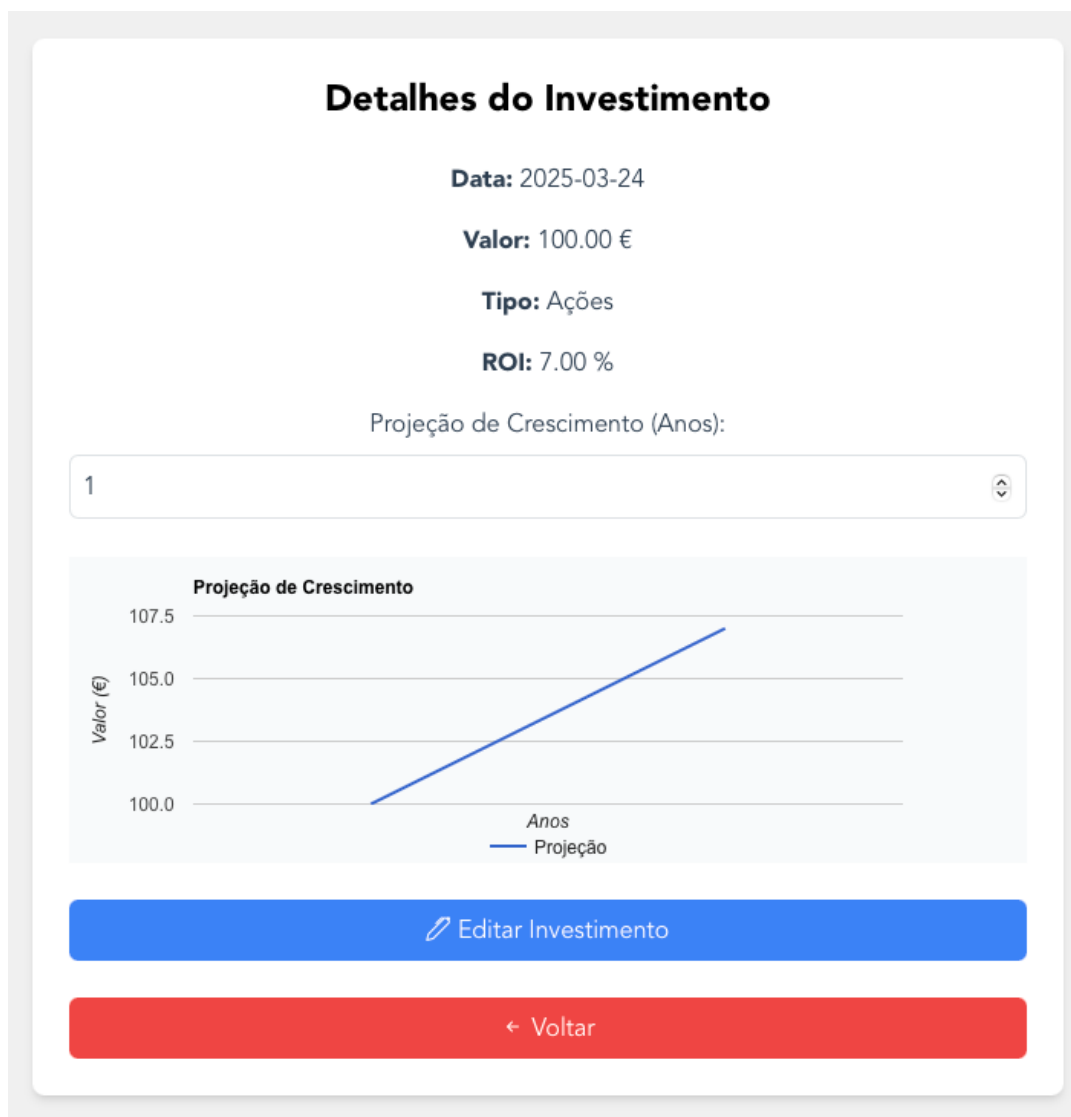 Detalhes do Investimento
Data: 2025-03-24
Valor: 100.00 €
Tipo: Ações
ROI: 7.00 %
Projeção de Crescimento (Anos):
1
Projeção de Crescimento
107.5
105.0
102.5
100.0
Valor (€)
Anos
Projeção
Editar Investimento
← Voltar